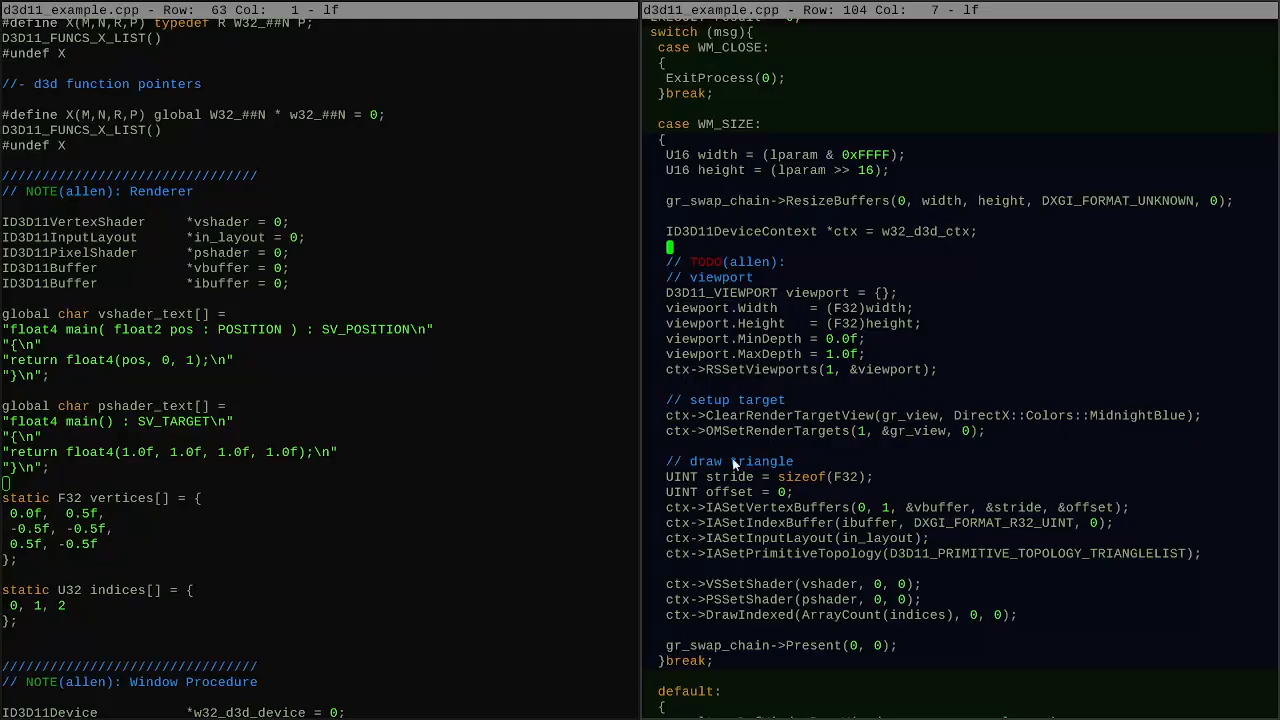 d3d11_example.cpp - Row:  63 Col:   1 - lf
#define X(M,N,R,P) typedef R W32_##N P;
D3D11_FUNCS_X_LIST()
#undef X
//- d3d function pointers
#define X(M,N,R,P) global W32_##N * w32_##N = 0;
D3D11_FUNCS_X_LIST()
#undef X
////////////////////////////////
// NOTE(allen): Renderer
ID3D11VertexShader     *vshader = 0;
ID3D11InputLayout      *in_layout = 0;
ID3D11PixelShader      *pshader = 0;
ID3D11Buffer           *vbuffer = 0;
ID3D11Buffer           *ibuffer = 0;
global char vshader_text[] =
"float4 main( float2 pos : POSITION ) : SV_POSITION\n"
"{\n"
"return float4(pos, 0, 1);\n"
"}\n";
global char pshader_text[] =
"float4 main() : SV_TARGET\n"
"{\n"
"return float4(1.0f, 1.0f, 1.0f, 1.0f);\n"
"}\n";
static F32 vertices[] = {
 0.0f,  0.5f,
 -0.5f, -0.5f,
 0.5f, -0.5f
};
static U32 indices[] = {
 0, 1, 2
};
////////////////////////////////
// NOTE(allen): Window Procedure
ID3D11Device           *w32_d3d_device = 0;
d3d11_example.cpp - Row: 104 Col:   7 - lf
switch (msg){
case WM_CLOSE:
{
ExitProcess(0);
}break;
case WM_SIZE:
{
U16 width = (lparam & 0xFFFF);
U16 height = (lparam >> 16);
gr_swap_chain->ResizeBuffers(0, width, height, DXGI_FORMAT_UNKNOWN, 0);
ID3D11DeviceContext *ctx = w32_d3d_ctx;
// TODO(allen):
// viewport
D3D11_VIEWPORT viewport = {};
viewport.Width    = (F32)width;
viewport.Height   = (F32)height;
viewport.MinDepth = 0.0f;
viewport.MaxDepth = 1.0f;
ctx->RSSetViewports(1, &viewport);
// setup target
ctx->ClearRenderTargetView(gr_view, DirectX::Colors::MidnightBlue);
ctx->OMSetRenderTargets(1, &gr_view, 0);
// draw triangle
UINT stride = sizeof(F32);
UINT offset = 0;
ctx->IASetVertexBuffers(0, 1, &vbuffer, &stride, &offset);
ctx->IASetIndexBuffer(ibuffer, DXGI_FORMAT_R32_UINT, 0);
ctx->IASetInputLayout(in_layout);
ctx->IASetPrimitiveTopology(D3D11_PRIMITIVE_TOPOLOGY_TRIANGLELIST);
ctx->VSSetShader(vshader, 0, 0);
ctx->PSSetShader(pshader, 0, 0);
ctx->DrawIndexed(ArrayCount(indices), 0, 0);
gr_swap_chain->Present(0, 0);
}break;
default:
{